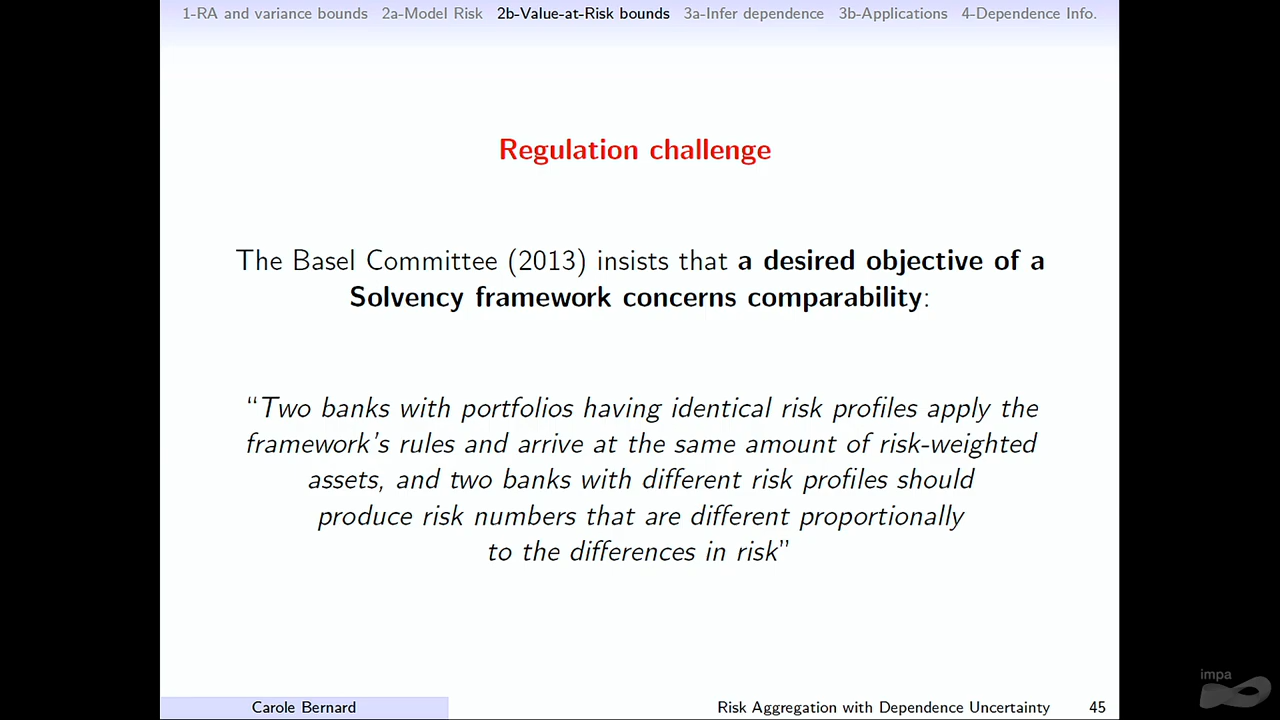 1-RA and variance bounds 2a-Model Risk 2b-Value-at-Risk bounds 3a-Infer dependence 3b-Applications 4-Dependence Info.
Regulation challenge
The Basel Committee (2013) insists that a desired objective of a
Solvency framework concerns comparability:
“Two banks with portfolios having identical risk profiles apply the
framework’s rules and arrive at the same amount of risk-weighted
assets, and two banks with different risk profiles should
produce risk numbers that are different proportionally
to the differences in risk”
impa
Carole Bernard Risk Aggregation with Dependence Uncertainty 45